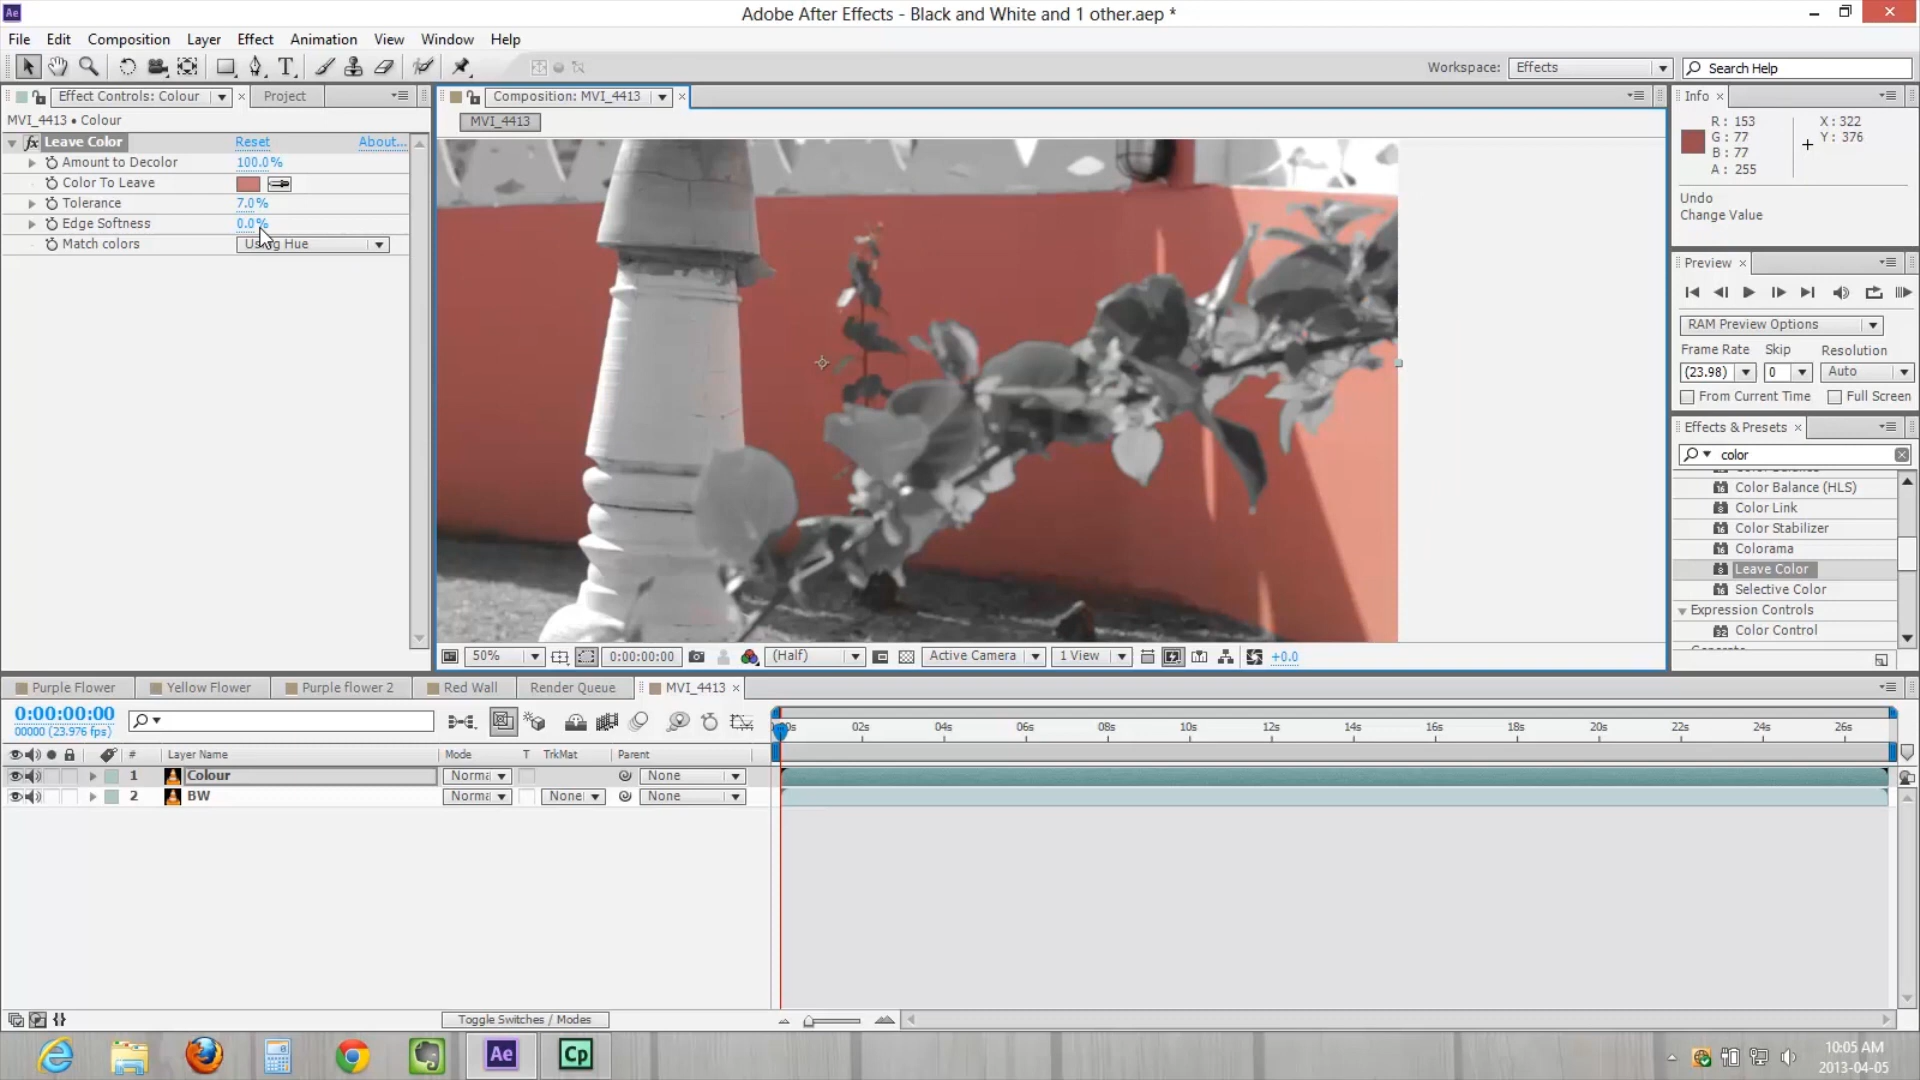 Ae
Adobe After Effects - Black and White and 1 other.aep *
File Edit Composition Layer Effect Animation View Window Help
Workspace: Effects
Search Help
Effect Controls: Colour
Project
MVI_4413 • Colour
fx Leave Color Reset About...
Amount to Decolor 100.0%
Color To Leave
Tolerance 7.0%
Edge Softness 0.0%
Match colors Using Hue
Composition: MVI_4413
MVI_4413
50% 0:00:00:00 (Half) Active Camera 1 View +0.0
Info
R: 153
G: 77
B: 77
A: 255
X: 322
Y: 376
Undo
Change Value
Preview
RAM Preview Options
Frame Rate Skip Resolution
(23.98) 0 Auto
From Current Time Full Screen
Effects & Presets
color
Color Balance
Color Balance (HLS)
Color Link
Color Stabilizer
Colorama
Leave Color
Selective Color
Expression Controls
Color Control
Purple Flower Yellow Flower Purple flower 2 Red Wall Render Queue MVI_4413
0:00:00:00
00000 (23.976 fps)
02s 04s 06s 08s 10s 12s 14s 16s 18s 20s 22s 24s 26s
# Layer Name Mode T TrkMat Parent
1 Colour Norma None
2 BW Norma None None
Toggle Switches / Modes
Ae
Cp
10:05 AM
2013-04-05